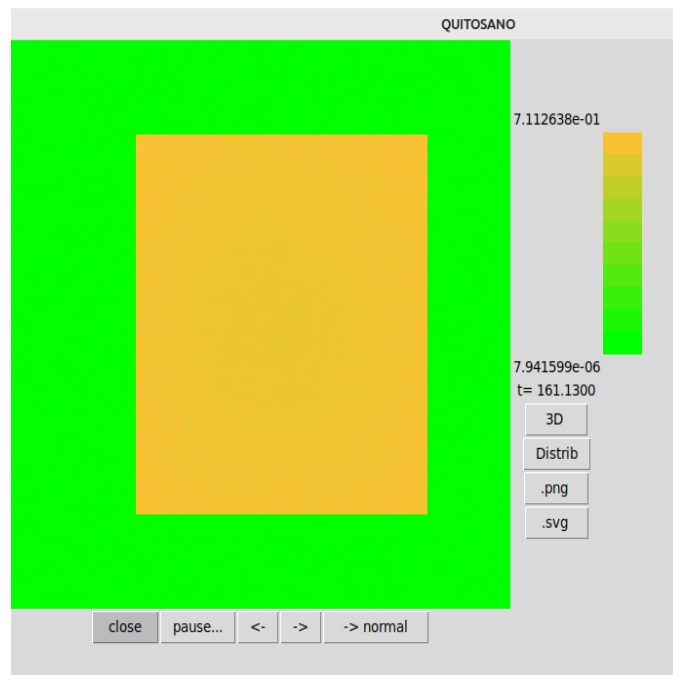 QUITOSANO
7.112638e-01
7.941599e-06
t= 161.1300
3D
Distrib
.png
.svg
close pause... <- -> -> normal